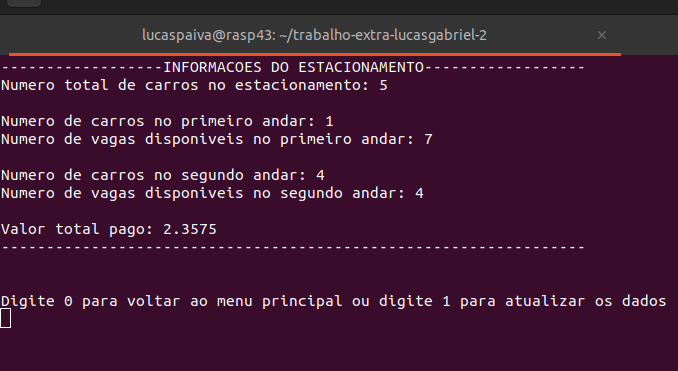 lucaspaiva@rasp43: ~/trabalho-extra-lucasgabriel-2
------------------INFORMACOES DO ESTACIONAMENTO------------------
Numero total de carros no estacionamento: 5
Numero de carros no primeiro andar: 1
Numero de vagas disponiveis no primeiro andar: 7
Numero de carros no segundo andar: 4
Numero de vagas disponiveis no segundo andar: 4
Valor total pago: 2.3575
-----------------------------------------------------------------
Digite 0 para voltar ao menu principal ou digite 1 para atualizar os dados